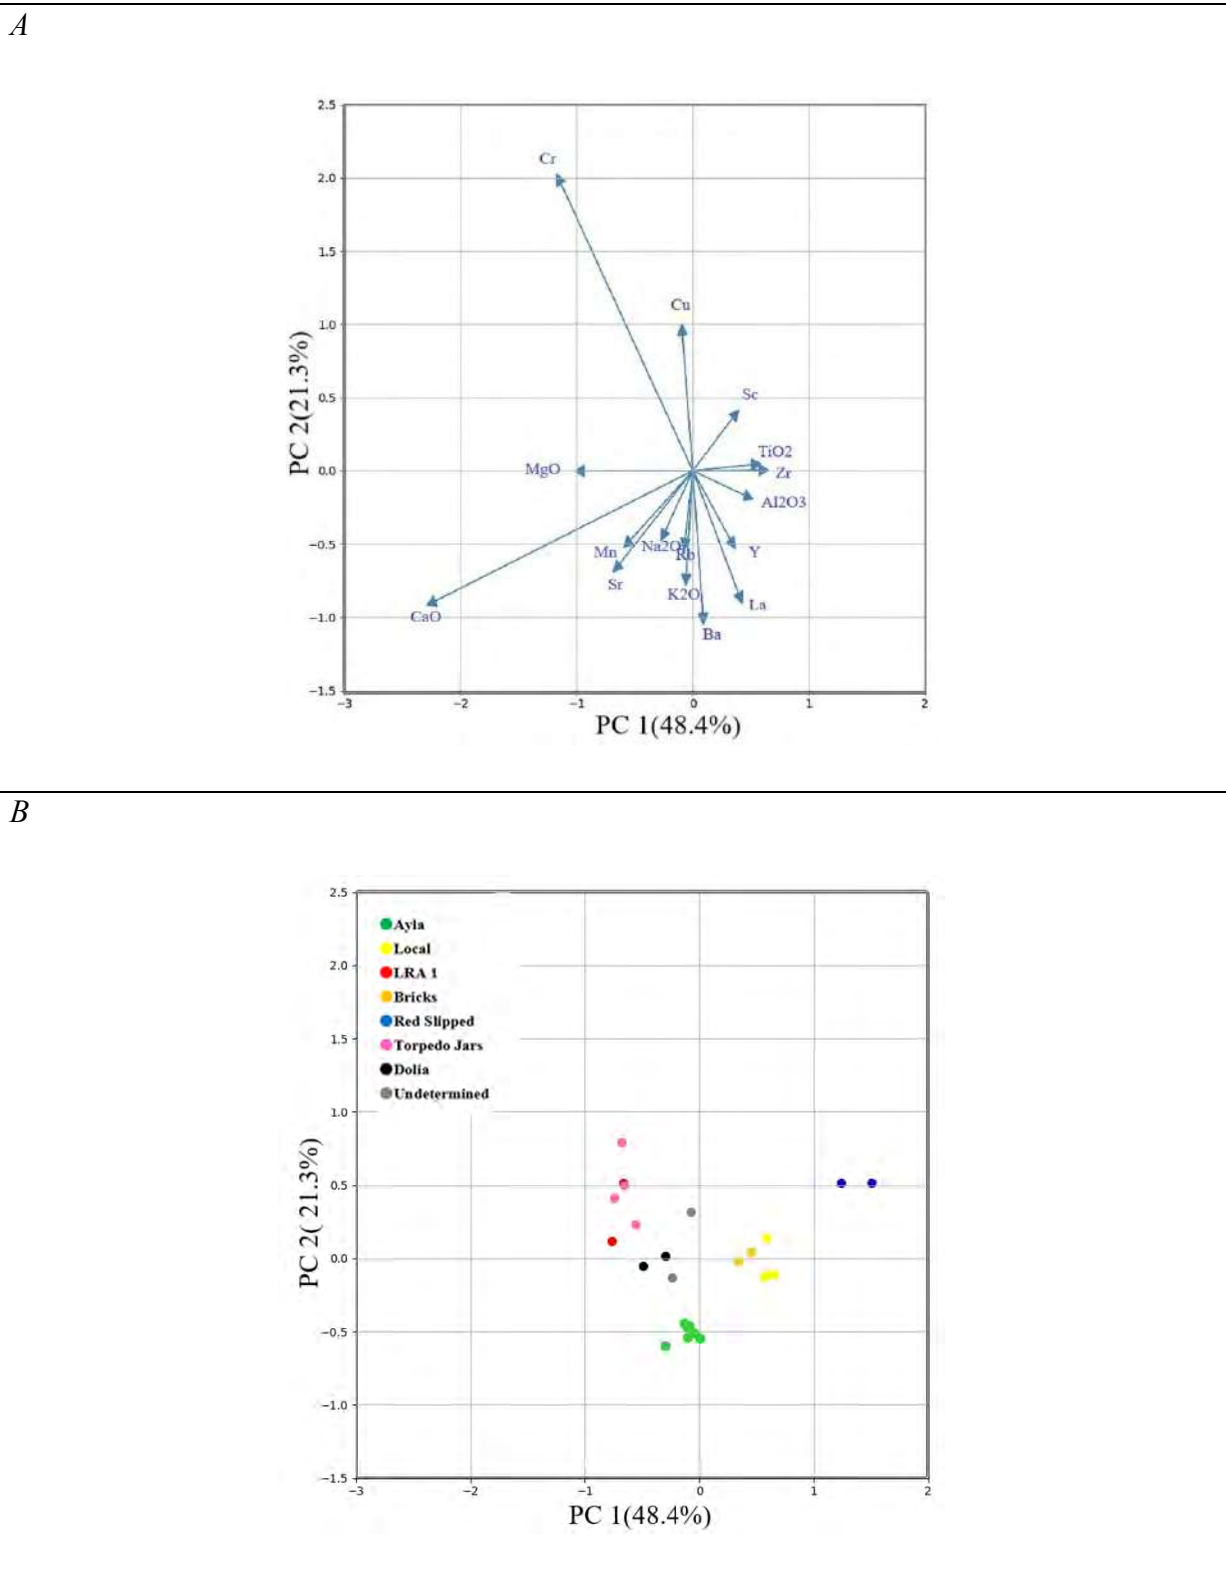 A
2.5
Cr
2.0
1.5
Cu
1.0
Sc
0.5
TiO2
MgO
0.0
Zr
Al2O3
Mn
Na2O
Rb
Y
−0.5
Sr
K2O
La
CaO
Ba
−1.0
−1.5
−3 −2 −1 0 1 2
PC 2(21.3%)
PC 1(48.4%)
B
2.5
Ayla
Local
2.0
LRA 1
Bricks
Red Slipped
1.5
Torpedo Jars
Dolia
Undetermined
1.0
0.5
0.0
−0.5
−1.0
−1.5
−3 −2 −1 0 1 2
PC 2( 21.3%)
PC 1(48.4%)